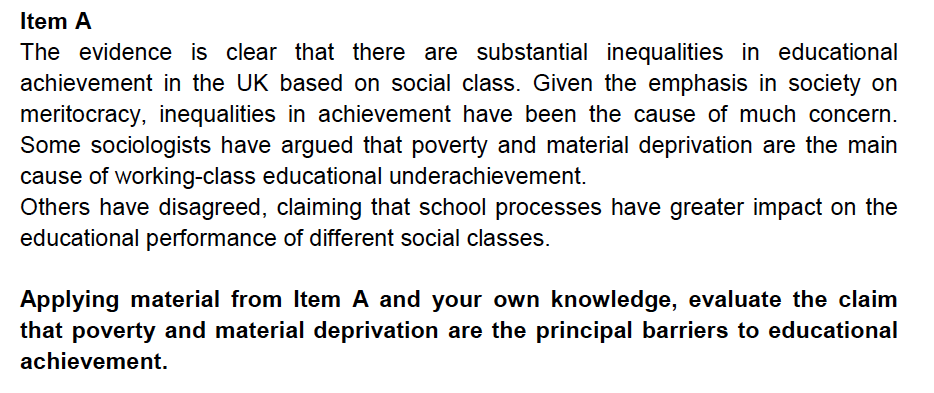 Item A
The evidence is clear that there are substantial inequalities in educational
achievement in the UK based on social class. Given the emphasis in society on
meritocracy, inequalities in achievement have been the cause of much concern.
Some sociologists have argued that poverty and material deprivation are the main
cause of working-class educational underachievement.
Others have disagreed, claiming that school processes have greater impact on the
educational performance of different social classes.
Applying material from Item A and your own knowledge, evaluate the claim
that poverty and material deprivation are the principal barriers to educational
achievement.